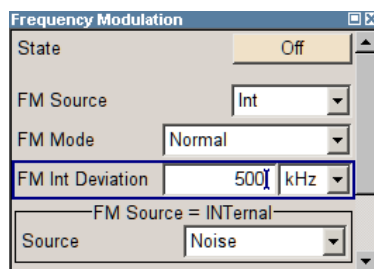 Frequency Modulation
State Off
FM Source Int
FM Mode Normal
FM Int Deviation 500 kHz
FM Source = INTernal
Source Noise